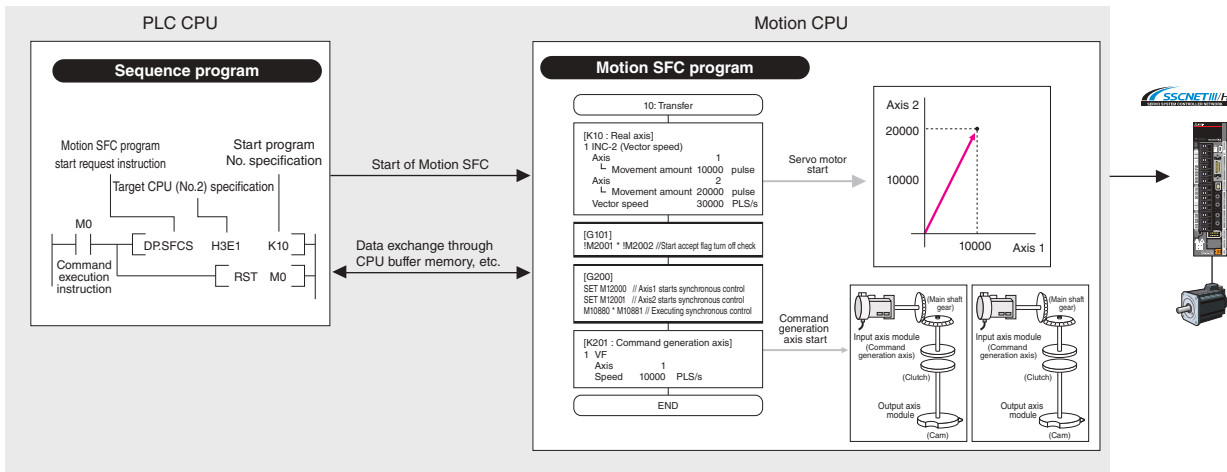 PLC CPU
Motion CPU
Sequence program
Motion SFC program
Motion SFC program
start request instruction
Start program
No. specification
Target CPU (No.2) specification
M0
DP.SFCS H3E1 K10
Command
execution
instruction
RST M0
Start of Motion SFC
Data exchange through
CPU buffer memory, etc.
10: Transfer
[K10 : Real axis]
1 INC-2 (Vector speed)
Axis 1
Movement amount 10000 pulse
Axis 2
Movement amount 20000 pulse
Vector speed 30000 PLS/s
[G101]
!M2001 * !M2002 //Start accept flag turn off check
[G200]
SET M12000 // Axis1 starts synchronous control
SET M12001 // Axis2 starts synchronous control
M10880 * M10881 // Executing synchronous control
[K201 : Command generation axis]
1 VF
Axis 1
Speed 10000 PLS/s
END
Servo motor
start
Command
generation
axis start
Axis 2
20000
10000
10000
Axis 1
(Main shaft
gear)
Input axis module
(Command
generation axis)
(Clutch)
Output axis
module
(Cam)
(Main shaft
gear)
Input axis module
(Command
generation axis)
(Clutch)
Output axis
module
(Cam)
SSCNETIII/H
SERVO SYSTEM CONTROLLER NETWORK